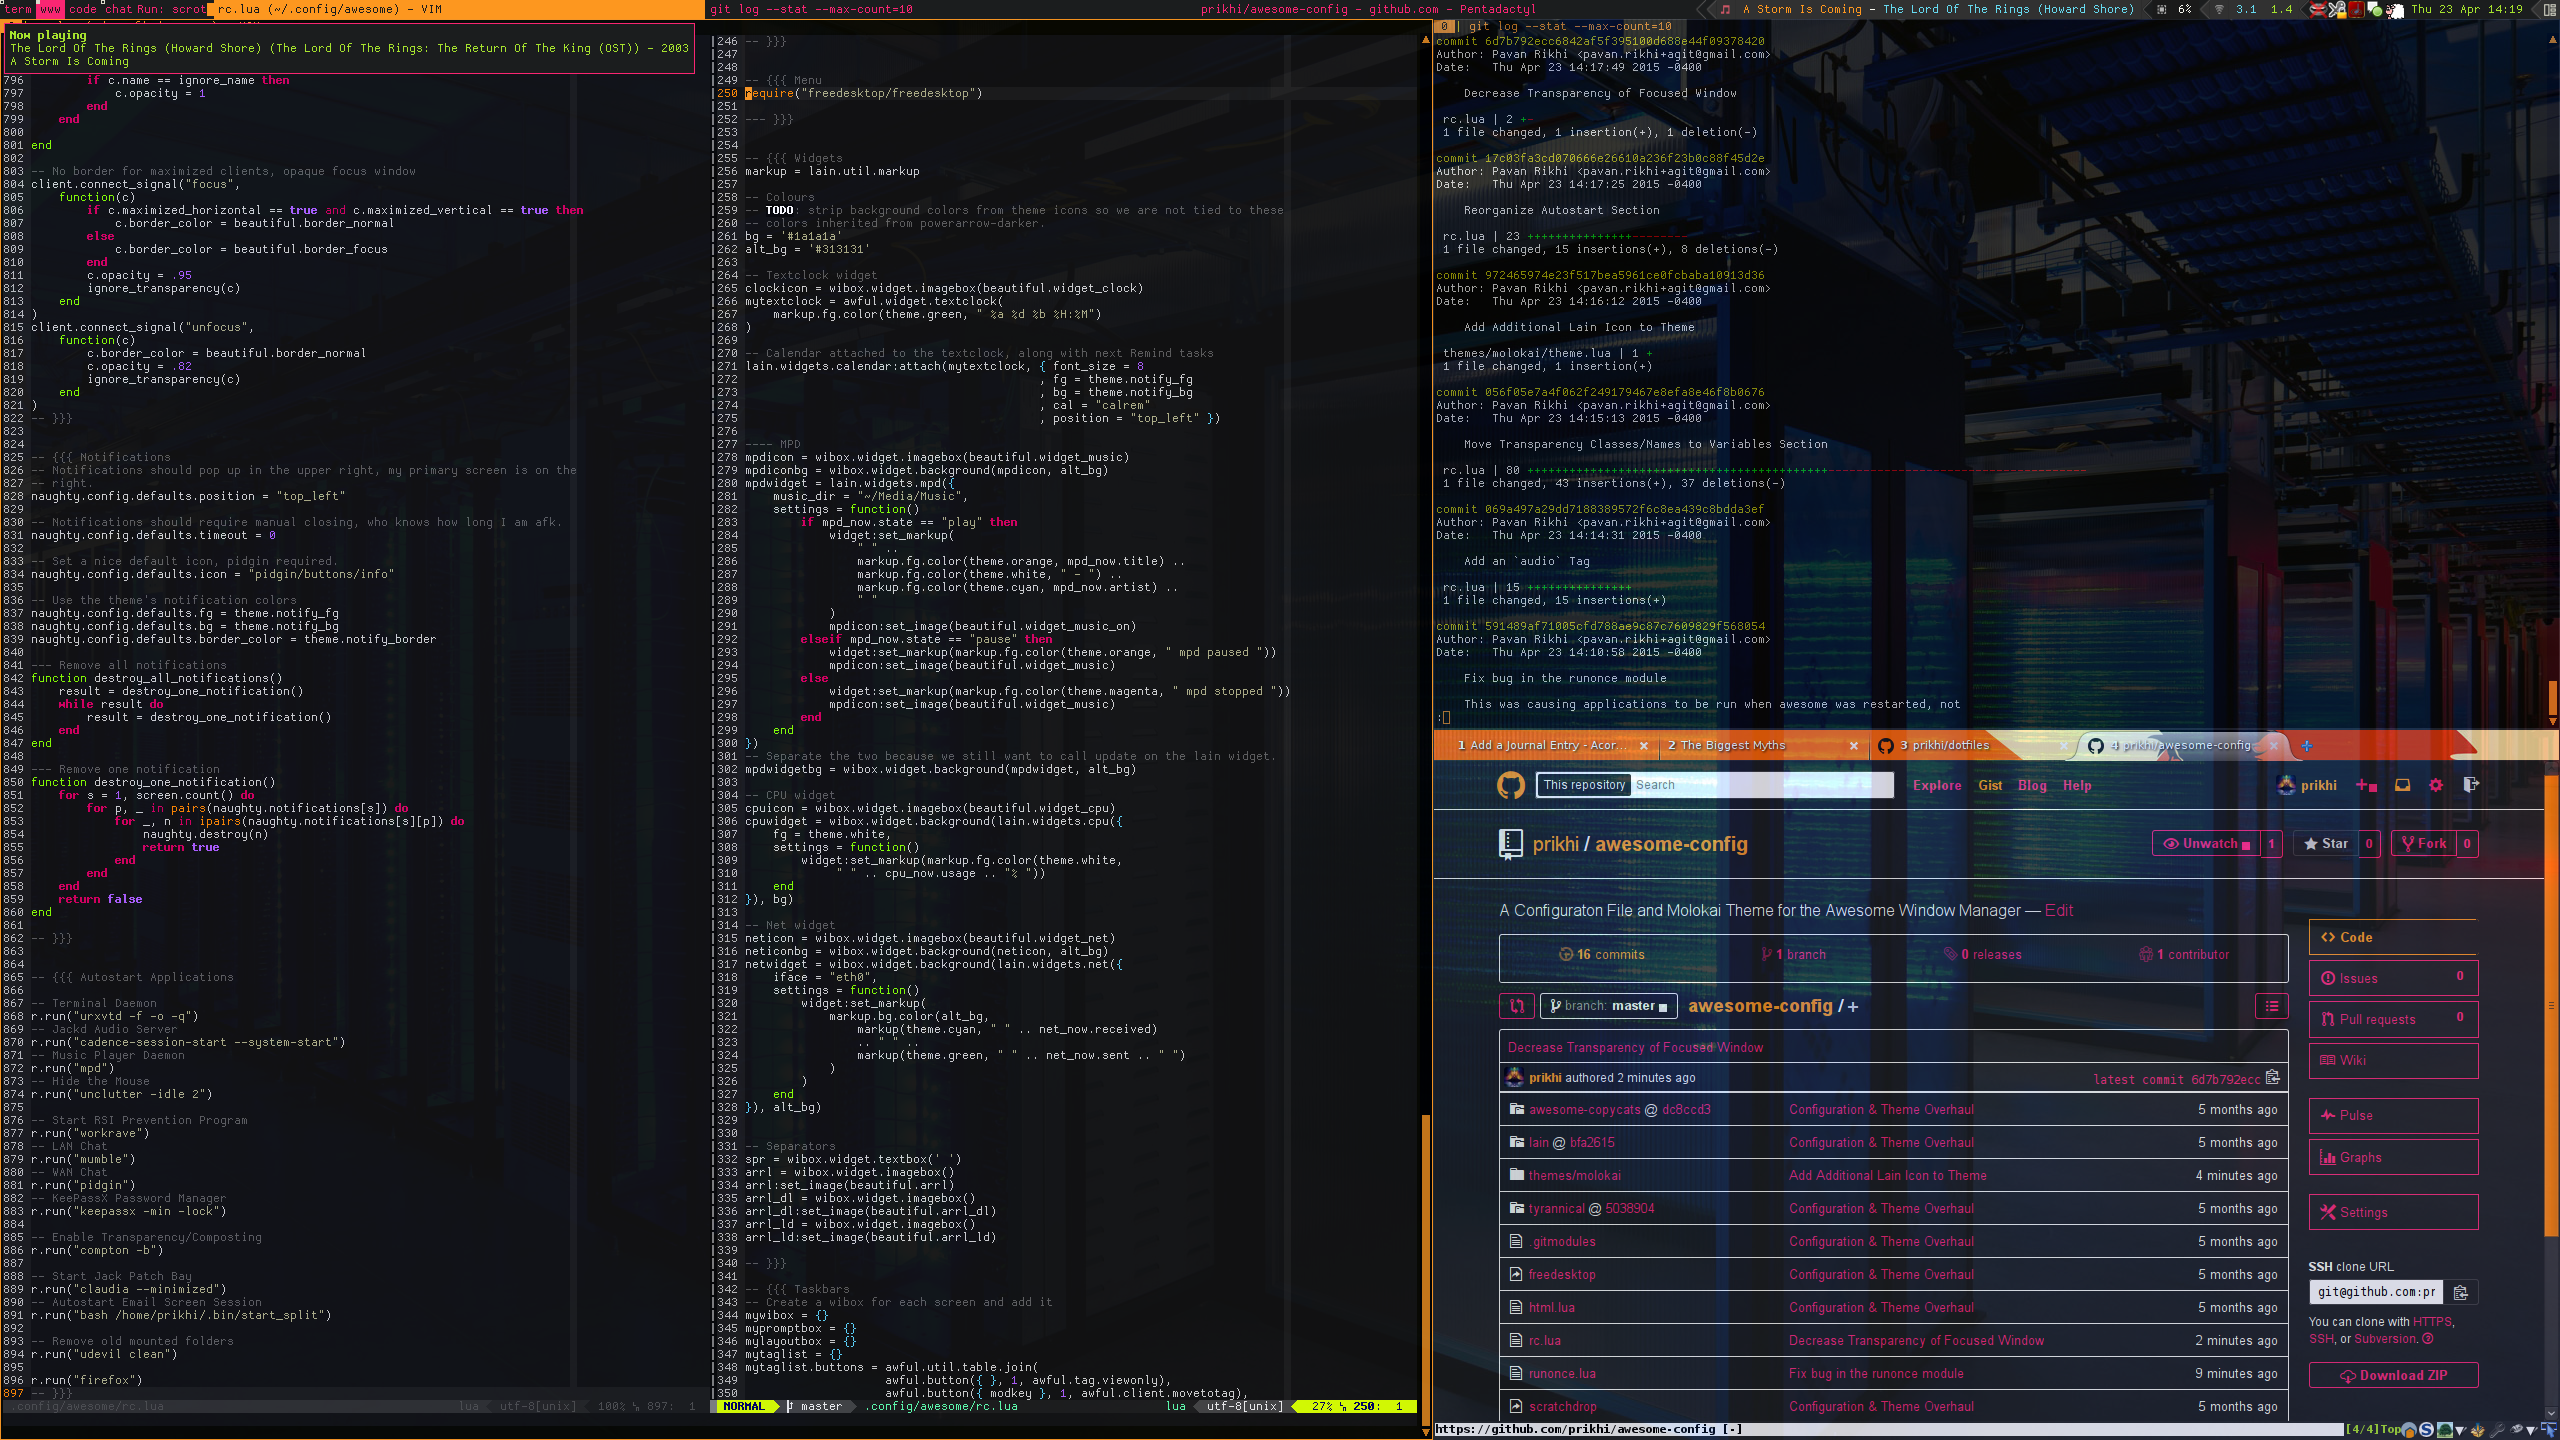 term www code chat Run: scrot rc.lua (~/.config/awesome) - VIM
git log --stat --max-count=10
prikhi/awesome-config - github.com - Pentadactyl
A Storm Is Coming - The Lord Of The Rings (Howard Shore) 6% 3.1 1.4 Thu 23 Apr 14:19
Now playing
The Lord Of The Rings (Howard Shore) (The Lord Of The Rings: The Return Of The King (OST)) - 2003
A Storm Is Coming
796         if c.name == ignore_name then
797             c.opacity = 1
798         end
799     end
800
801 end
802
803 -- No border for maximized clients, opaque focus window
804 client.connect_signal("focus",
805     function(c)
806         if c.maximized_horizontal == true and c.maximized_vertical == true then
807             c.border_color = beautiful.border_normal
808         else
809             c.border_color = beautiful.border_focus
810         end
811         c.opacity = .95
812         ignore_transparency(c)
813     end
814 )
815 client.connect_signal("unfocus",
816     function(c)
817         c.border_color = beautiful.border_normal
818         c.opacity = .82
819         ignore_transparency(c)
820     end
821 )
822 -- }}}
823
824
825 -- {{{ Notifications
826 -- Notifications should pop up in the upper right, my primary screen is on the
827 -- right.
828 naughty.config.defaults.position = "top_left"
829
830 -- Notifications should require manual closing, who knows how long I am afk.
831 naughty.config.defaults.timeout = 0
832
833 -- Set a nice default icon, pidgin required.
834 naughty.config.defaults.icon = "pidgin/buttons/info"
835
836 -- Use the theme's notification colors
837 naughty.config.defaults.fg = theme.notify_fg
838 naughty.config.defaults.bg = theme.notify_bg
839 naughty.config.defaults.border_color = theme.notify_border
840
841 --- Remove all notifications
842 function destroy_all_notifications()
843     result = destroy_one_notification()
844     while result do
845         result = destroy_one_notification()
846     end
847 end
848
849 --- Remove one notification
850 function destroy_one_notification()
851     for s = 1, screen.count() do
852         for p, _ in pairs(naughty.notifications[s]) do
853             for _, n in ipairs(naughty.notifications[s][p]) do
854                 naughty.destroy(n)
855                 return true
856             end
857         end
858     end
859     return false
860 end
861
862 -- }}}
863
864
865 -- {{{ Autostart Applications
866
867 -- Terminal Daemon
868 r.run("urxvtd -f -o -q")
869 -- Jackd Audio Server
870 r.run("cadence-session-start --system-start")
871 -- Music Player Daemon
872 r.run("mpd")
873 -- Hide the Mouse
874 r.run("unclutter -idle 2")
875
876 -- Start RSI Prevention Program
877 r.run("workrave")
878 -- LAN Chat
879 r.run("mumble")
880 -- WAN Chat
881 r.run("pidgin")
882 -- KeePassX Password Manager
883 r.run("keepassx -min -lock")
884
885 -- Enable Transparency/Composting
886 r.run("compton -b")
887
888 -- Start Jack Patch Bay
889 r.run("claudia --minimized")
890 -- Autostart Email Screen Session
891 r.run("bash /home/prikhi/.bin/start_split")
892
893 -- Remove old mounted folders
894 r.run("udevil clean")
895
896 r.run("firefox")
897 -- }}}
.config/awesome/rc.lua lua utf-8[unix] 100% 897: 1
246 -- }}}
247
248
249 -- {{{ Menu
250 require("freedesktop/freedesktop")
251
252 --- }}}
253
254
255 -- {{{ Widgets
256 markup = lain.util.markup
257
258 -- Colours
259 -- TODO: strip background colors from theme icons so we are not tied to these
260 -- colors inherited from powerarrow-darker.
261 bg = '#1a1a1a'
262 alt_bg = '#313131'
263
264 -- Textclock widget
265 clockicon = wibox.widget.imagebox(beautiful.widget_clock)
266 mytextclock = awful.widget.textclock(
267     markup.fg.color(theme.green, " %a %d %b %H:%M")
268 )
269
270 -- Calendar attached to the textclock, along with next Remind tasks
271 lain.widgets.calendar:attach(mytextclock, { font_size = 8
272 , fg = theme.notify_fg
273 , bg = theme.notify_bg
274 , cal = "calrem"
275 , position = "top_left" })
276
277 ---- MPD
278 mpdicon = wibox.widget.imagebox(beautiful.widget_music)
279 mpdiconbg = wibox.widget.background(mpdicon, alt_bg)
280 mpdwidget = lain.widgets.mpd({
281     music_dir = "~/Media/Music",
282     settings = function()
283         if mpd_now.state == "play" then
284             widget:set_markup(
285                 " " ..
286                 markup.fg.color(theme.orange, mpd_now.title) ..
287                 markup.fg.color(theme.white, " - ") ..
288                 markup.fg.color(theme.cyan, mpd_now.artist) ..
289                 " "
290             )
291             mpdicon:set_image(beautiful.widget_music_on)
292         elseif mpd_now.state == "pause" then
293             widget:set_markup(markup.fg.color(theme.orange, " mpd paused "))
294             mpdicon:set_image(beautiful.widget_music)
295         else
296             widget:set_markup(markup.fg.color(theme.magenta, " mpd stopped "))
297             mpdicon:set_image(beautiful.widget_music)
298         end
299     end
300 })
301 -- Separate the two because we still want to call update on the lain widget.
302 mpdwidgetbg = wibox.widget.background(mpdwidget, alt_bg)
303
304 -- CPU widget
305 cpuicon = wibox.widget.imagebox(beautiful.widget_cpu)
306 cpuwidget = wibox.widget.background(lain.widgets.cpu({
307     fg = theme.white,
308     settings = function()
309         widget:set_markup(markup.fg.color(theme.white,
310              " " .. cpu_now.usage .. "% "))
311     end
312 }), bg)
313
314 -- Net widget
315 neticon = wibox.widget.imagebox(beautiful.widget_net)
316 neticonbg = wibox.widget.background(neticon, alt_bg)
317 netwidget = wibox.widget.background(lain.widgets.net({
318     iface = "eth0",
319     settings = function()
320         widget:set_markup(
321             markup.bg.color(alt_bg,
322                 markup(theme.cyan, " " .. net_now.received)
323                 .. " " ..
324                 markup(theme.green, " " .. net_now.sent .. " ")
325             )
326         )
327     end
328 }), alt_bg)
329
330
331 -- Separators
332 spr = wibox.widget.textbox(' ')
333 arrl = wibox.widget.imagebox()
334 arrl:set_image(beautiful.arrl)
335 arrl_dl = wibox.widget.imagebox()
336 arrl_dl:set_image(beautiful.arrl_dl)
337 arrl_ld = wibox.widget.imagebox()
338 arrl_ld:set_image(beautiful.arrl_ld)
339
340 -- }}}
341
342 -- {{{ Taskbars
343 -- Create a wibox for each screen and add it
344 mywibox = {}
345 mypromptbox = {}
346 mylayoutbox = {}
347 mytaglist = {}
348 mytaglist.buttons = awful.util.table.join(
349                     awful.button({ }, 1, awful.tag.viewonly),
350                     awful.button({ modkey }, 1, awful.client.movetotag),
NORMAL master .config/awesome/rc.lua lua utf-8[unix] 27% 250: 1
0 | git log --stat --max-count=10
commit 6d7b792ecc6842af5f395100d688e44f09378420
Author: Pavan Rikhi <pavan.rikhi+agit@gmail.com>
Date:   Thu Apr 23 14:17:49 2015 -0400
    Decrease Transparency of Focused Window
 rc.lua | 2 +-
 1 file changed, 1 insertion(+), 1 deletion(-)
commit 17c03fa3cd070666e26610a236f23b0c88f45d2e
Author: Pavan Rikhi <pavan.rikhi+agit@gmail.com>
Date:   Thu Apr 23 14:17:25 2015 -0400
    Reorganize Autostart Section
 rc.lua | 23 +++++++++++++++--------
 1 file changed, 15 insertions(+), 8 deletions(-)
commit 972465974e23f517bea5961ce0fcbaba10913d36
Author: Pavan Rikhi <pavan.rikhi+agit@gmail.com>
Date:   Thu Apr 23 14:16:12 2015 -0400
    Add Additional Lain Icon to Theme
 themes/molokai/theme.lua | 1 +
 1 file changed, 1 insertion(+)
commit 056f05e7a4f062f249179467e8efa8e46f8b0676
Author: Pavan Rikhi <pavan.rikhi+agit@gmail.com>
Date:   Thu Apr 23 14:15:13 2015 -0400
    Move Transparency Classes/Names to Variables Section
 rc.lua | 80 +++++++++++++++++++++++++++++++++++++++++++-------------------------------------
 1 file changed, 43 insertions(+), 37 deletions(-)
commit 069a497a29dd7188389572f6c8ea439c8bdda3ef
Author: Pavan Rikhi <pavan.rikhi+agit@gmail.com>
Date:   Thu Apr 23 14:14:31 2015 -0400
    Add an `audio` Tag
 rc.lua | 15 +++++++++++++++
 1 file changed, 15 insertions(+)
commit 591489af71005cfd788ae9c87c7609829f568054
Author: Pavan Rikhi <pavan.rikhi+agit@gmail.com>
Date:   Thu Apr 23 14:10:58 2015 -0400
    Fix bug in the runonce module
    This was causing applications to be run when awesome was restarted, not
:
1 Add a Journal Entry - Acor... 2 The Biggest Myths 3 prikhi/dotfiles 4 prikhi/awesome-config
This repository Search Explore Gist Blog Help prikhi
prikhi / awesome-config Unwatch 1 Star 0 Fork 0
A Configuraton File and Molokai Theme for the Awesome Window Manager — Edit
16 commits 1 branch 0 releases 1 contributor
branch: master awesome-config / +
Decrease Transparency of Focused Window
prikhi authored 2 minutes ago latest commit 6d7b792ecc
awesome-copycats @ dc8ccd3 Configuration & Theme Overhaul 5 months ago
lain @ bfa2615 Configuration & Theme Overhaul 5 months ago
themes/molokai Add Additional Lain Icon to Theme 4 minutes ago
tyrannical @ 5038904 Configuration & Theme Overhaul 5 months ago
.gitmodules Configuration & Theme Overhaul 5 months ago
freedesktop Configuration & Theme Overhaul 5 months ago
html.lua Configuration & Theme Overhaul 5 months ago
rc.lua Decrease Transparency of Focused Window 2 minutes ago
runonce.lua Fix bug in the runonce module 9 minutes ago
scratchdrop Configuration & Theme Overhaul 5 months ago
Code
Issues 0
Pull requests 0
Wiki
Pulse
Graphs
Settings
SSH clone URL
git@github.com:pr
You can clone with HTTPS,
SSH, or Subversion.
Download ZIP
https://github.com/prikhi/awesome-config [-] [4/4] Top